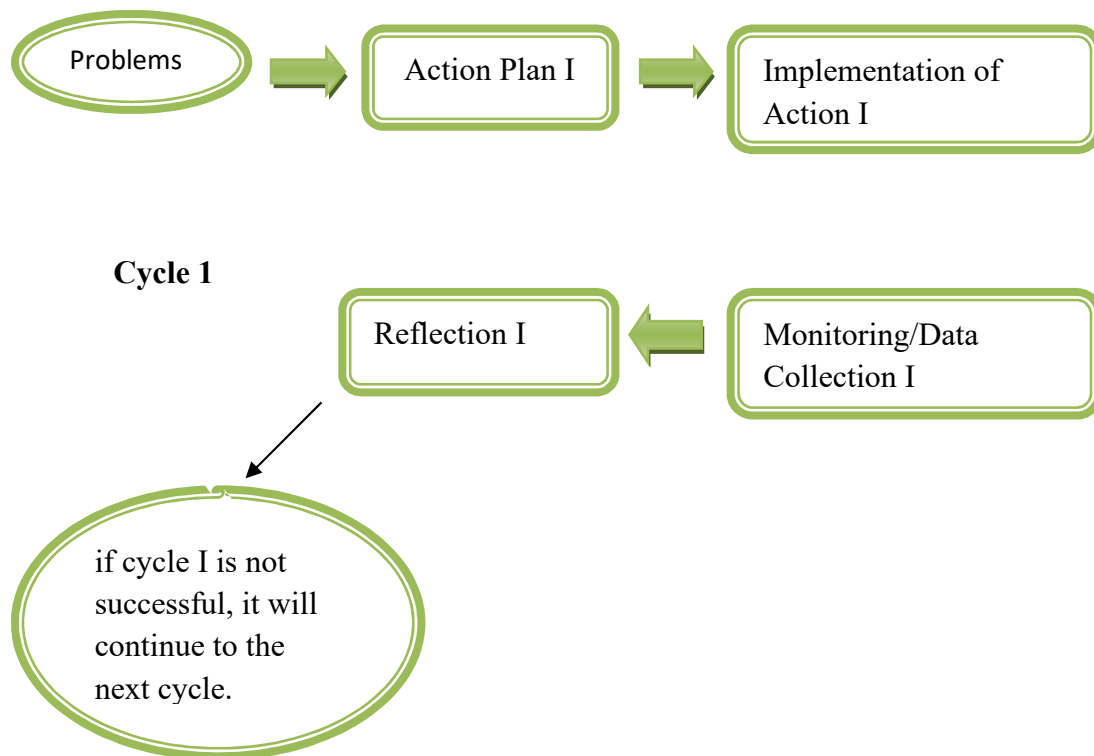 Problems
Action Plan I
Implementation of
Action I
Cycle 1
Reflection I
Monitoring/Data
Collection I
if cycle I is not
successful, it will
continue to the
next cycle.